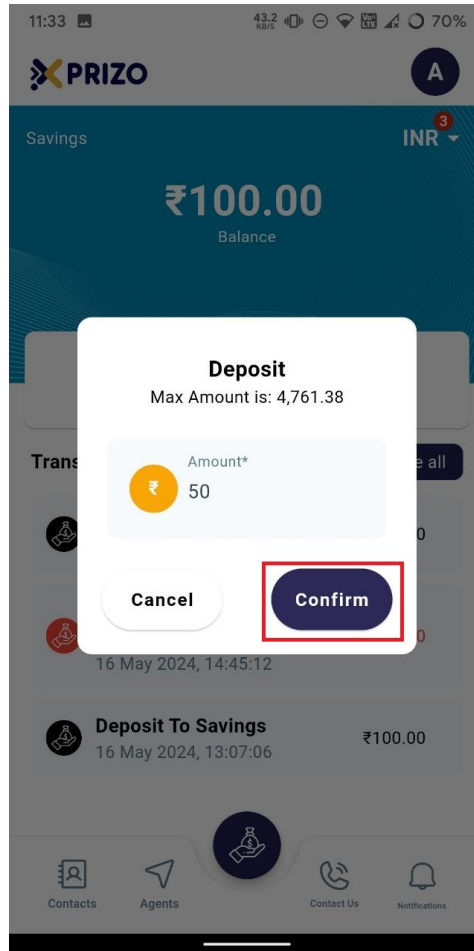 11:33
43.2
KB/S
70%
XPRIZO
A
Savings
3
INR
₹100.00
Balance
Deposit
Max Amount is: 4,761.38
Trans
e all
Amount*
₹
50
0
Cancel
Confirm
0
16 May 2024, 14:45:12
Deposit To Savings
₹100.00
16 May 2024, 13:07:06
Contacts
Agents
Contact Us
Notifications